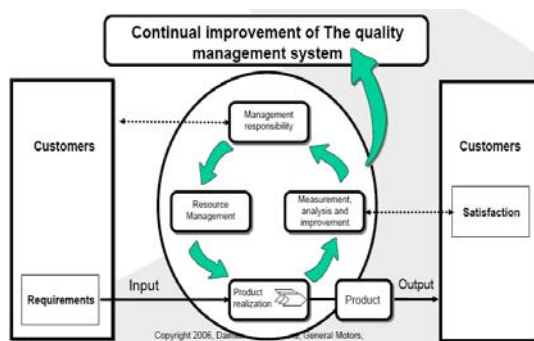 Continual improvement of The quality
management system
Management
responsibility
Customers
Customers
Resource
Management
Measurement,
analysis and
improvement
Satisfaction
Input
Output
Requirements
Product
realization
Product
Copyright 2006, General Motors,